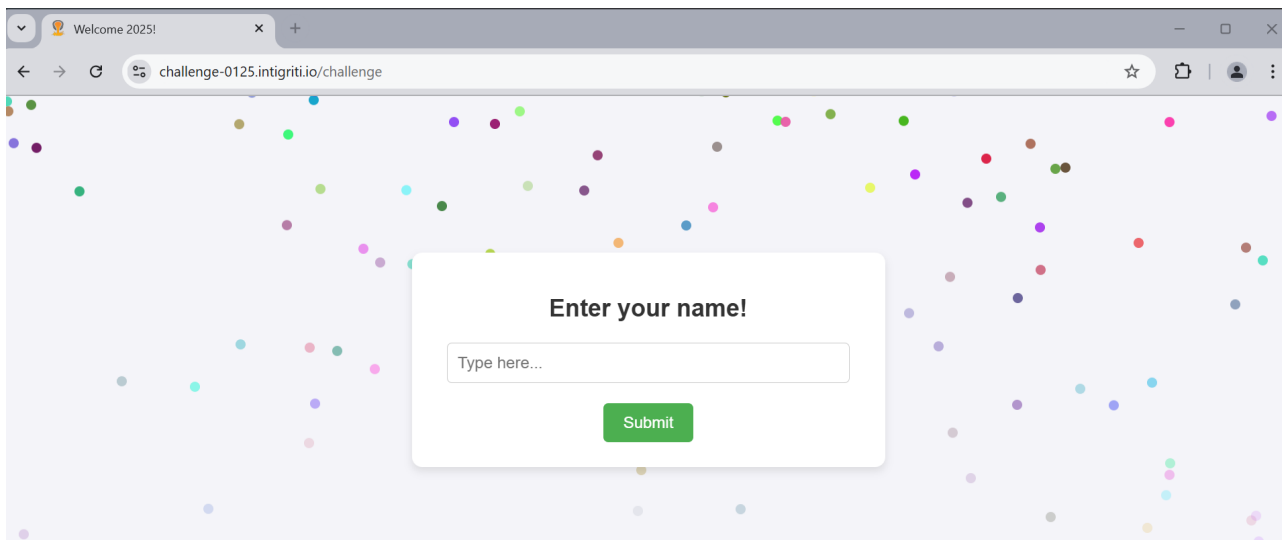 Welcome 2025!
challenge-0125.intigriti.io/challenge
Enter your name!
Type here...
Submit